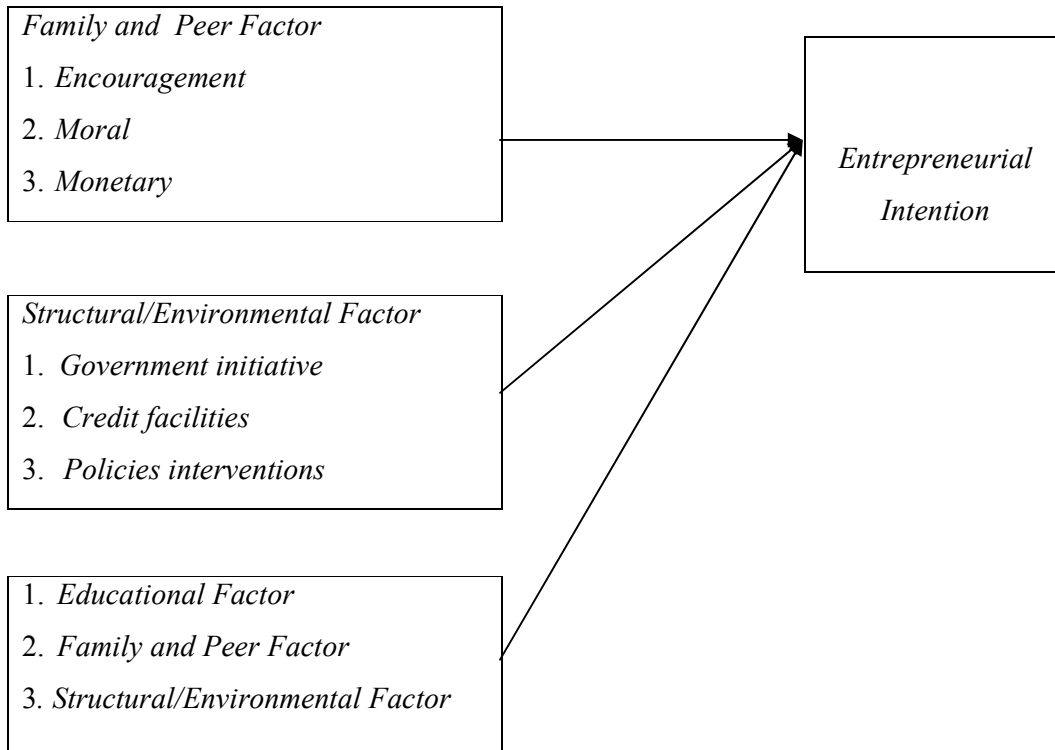 Family and Peer Factor
1. Encouragement
2. Moral
3. Monetary
Entrepreneurial
Intention
Structural/Environmental Factor
1. Government initiative
2. Credit facilities
3. Policies interventions
1. Educational Factor
2. Family and Peer Factor
3. Structural/Environmental Factor